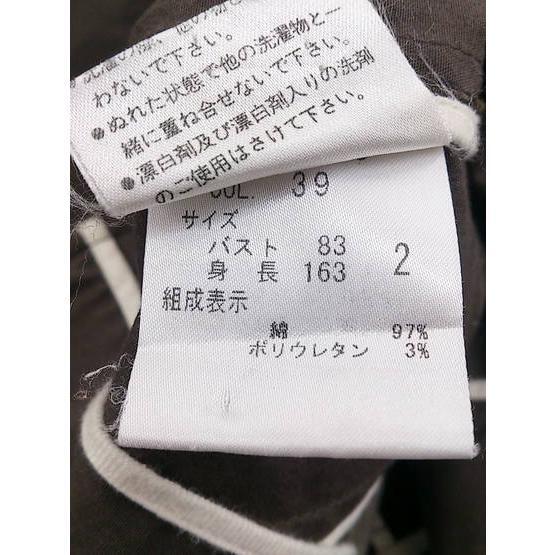 わないで下さい。
●ぬれた状態で他の洗濯物と一
緒に重ね合せないで下さい。
●漂白剤及び漂白剤入りの洗剤
のご使用はさけて下さい。
COL. 39
サイズ
バスト 83
身長 163 2
組成表示
綿 97%
ポリウレタン 3%